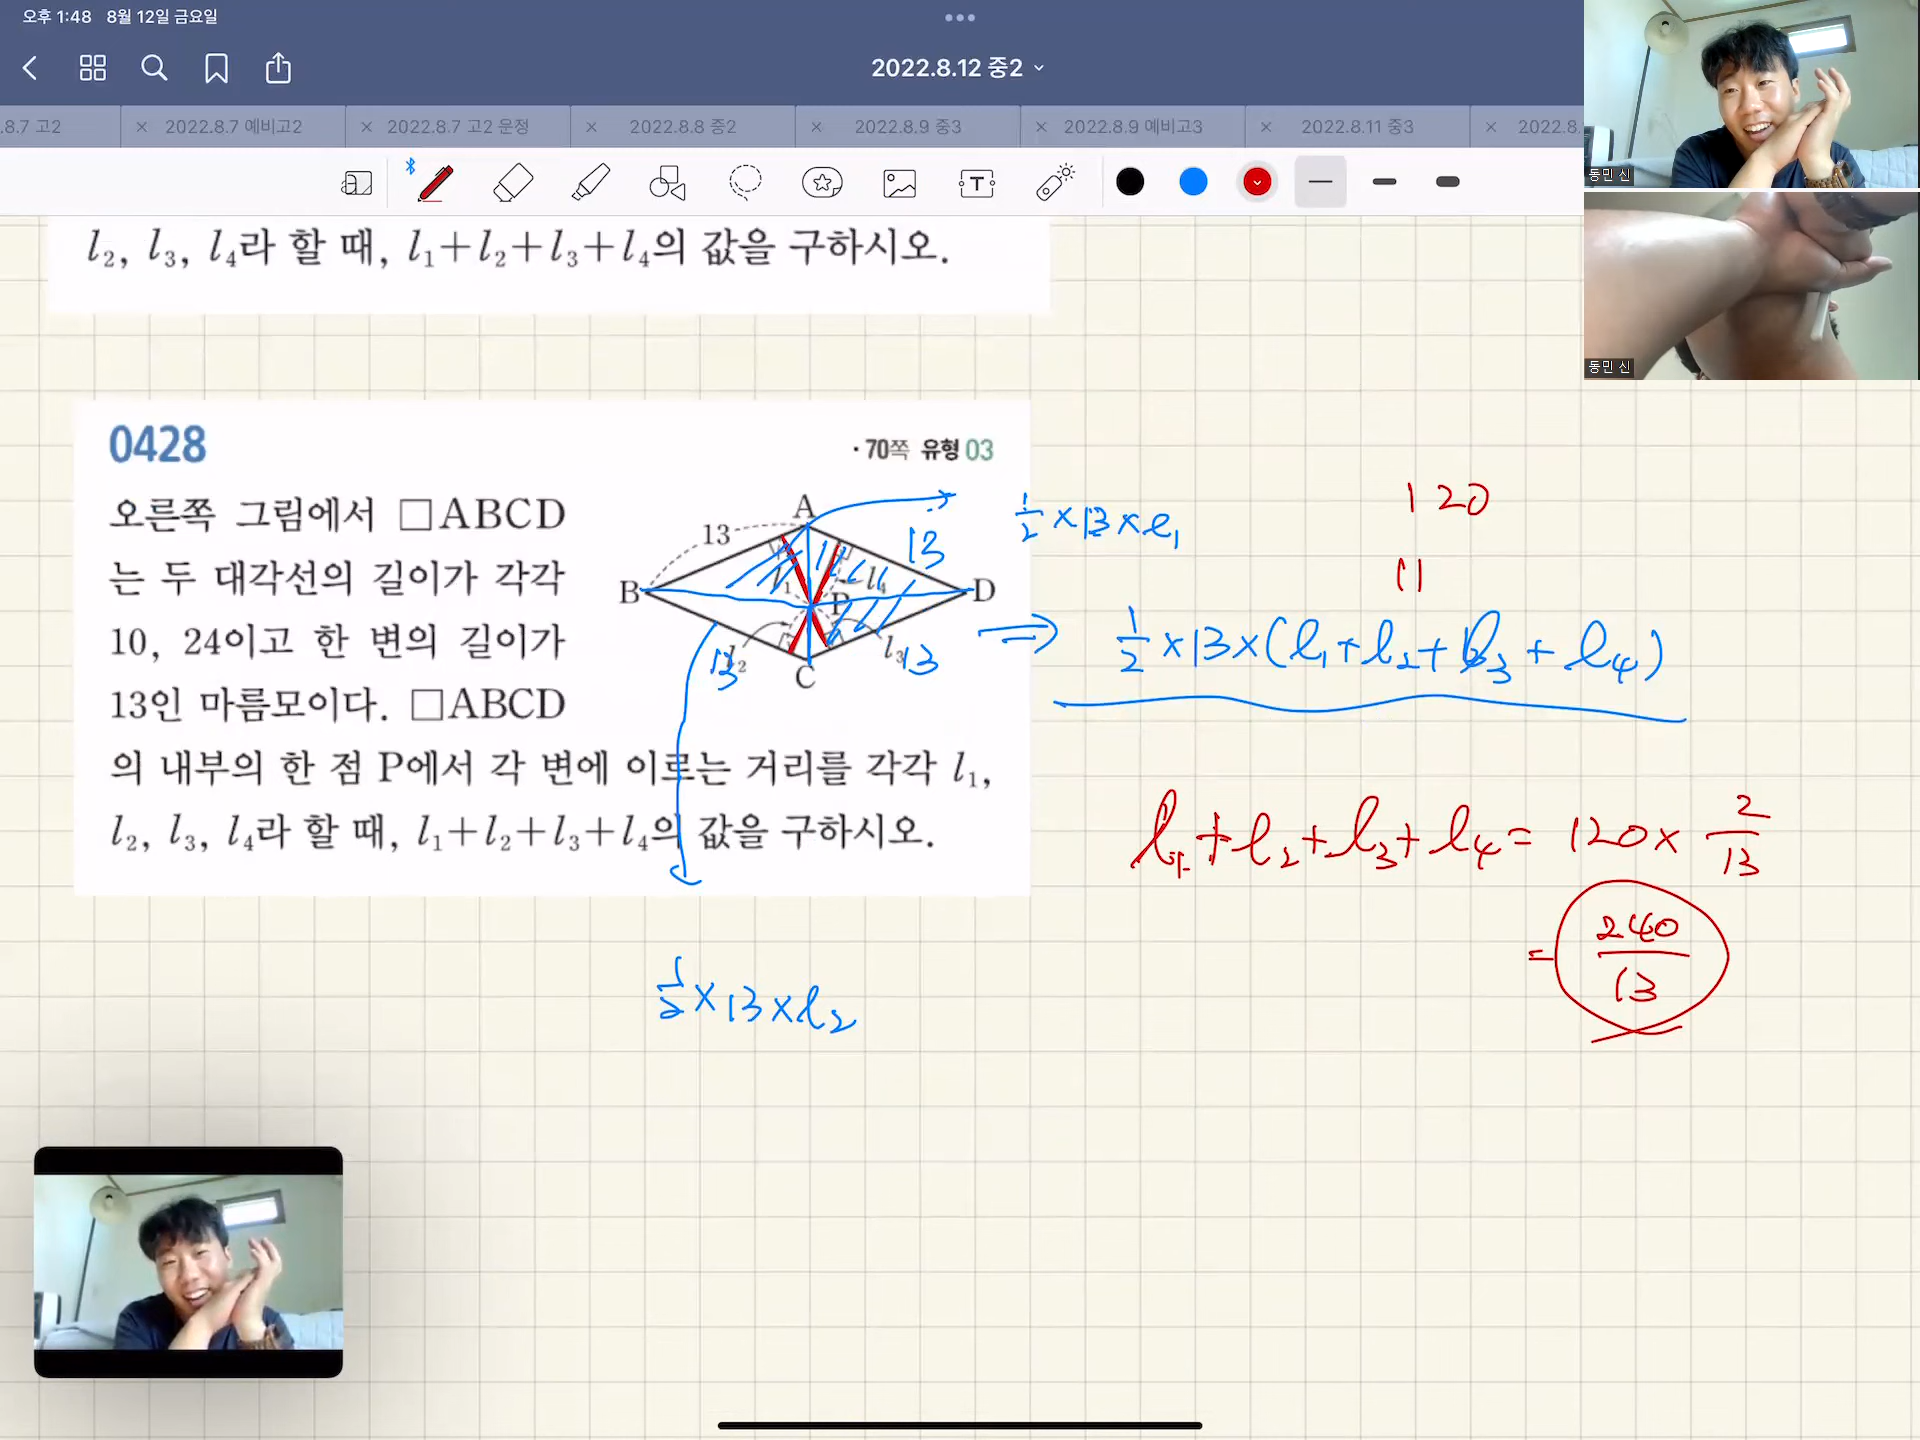 오후 1:48 8월 12일 금요일
2022.8.12 중2
.8.7 고2
2022.8.7 예비고2
2022.8.7 고2 운정
2022.8.8 중2
2022.8.9 중3
2022.8.9 예비고3
2022.8.11 중3
2022.8.
동민 신
동민 신
l₂, l₃, l₄라 할 때, l₁+l₂+l₃+l₄의 값을 구하시오.
0428
·70쪽 유형 03
오른쪽 그림에서 □ABCD
는 두 대각선의 길이가 각각
10, 24이고 한 변의 길이가
13인 마름모이다. □ABCD
의 내부의 한 점 P에서 각 변에 이르는 거리를 각각 l₁,
l₂, l₃, l₄라 할 때, l₁+l₂+l₃+l₄의 값을 구하시오.
A
13
13
B
l₁
l₄
P
D
13
l₂
l₃
13
C
½×13×l₁
120
11
⇒ ½×13×(l₁+l₂+l₃+l₄)
l₁+l₂+l₃+l₄= 120× 2/13
= 240/13
½×13×l₂